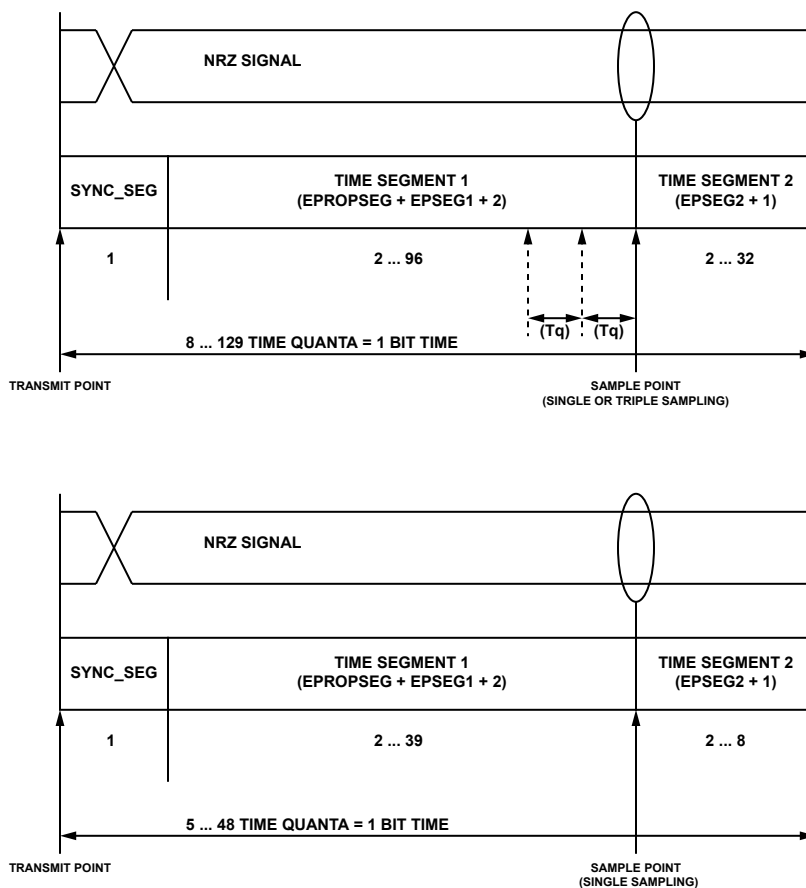 NRZ SIGNAL
SYNC_SEG
TIME SEGMENT 1
(EPROPSEG + EPSEG1 + 2)
TIME SEGMENT 2
(EPSEG2 + 1)
1
2 ... 96
2 ... 32
(Tq)
(Tq)
8 ... 129 TIME QUANTA = 1 BIT TIME
TRANSMIT POINT
SAMPLE POINT
(SINGLE OR TRIPLE SAMPLING)
NRZ SIGNAL
SYNC_SEG
TIME SEGMENT 1
(EPROPSEG + EPSEG1 + 2)
TIME SEGMENT 2
(EPSEG2 + 1)
1
2 ... 39
2 ... 8
5 ... 48 TIME QUANTA = 1 BIT TIME
TRANSMIT POINT
SAMPLE POINT
(SINGLE SAMPLING)